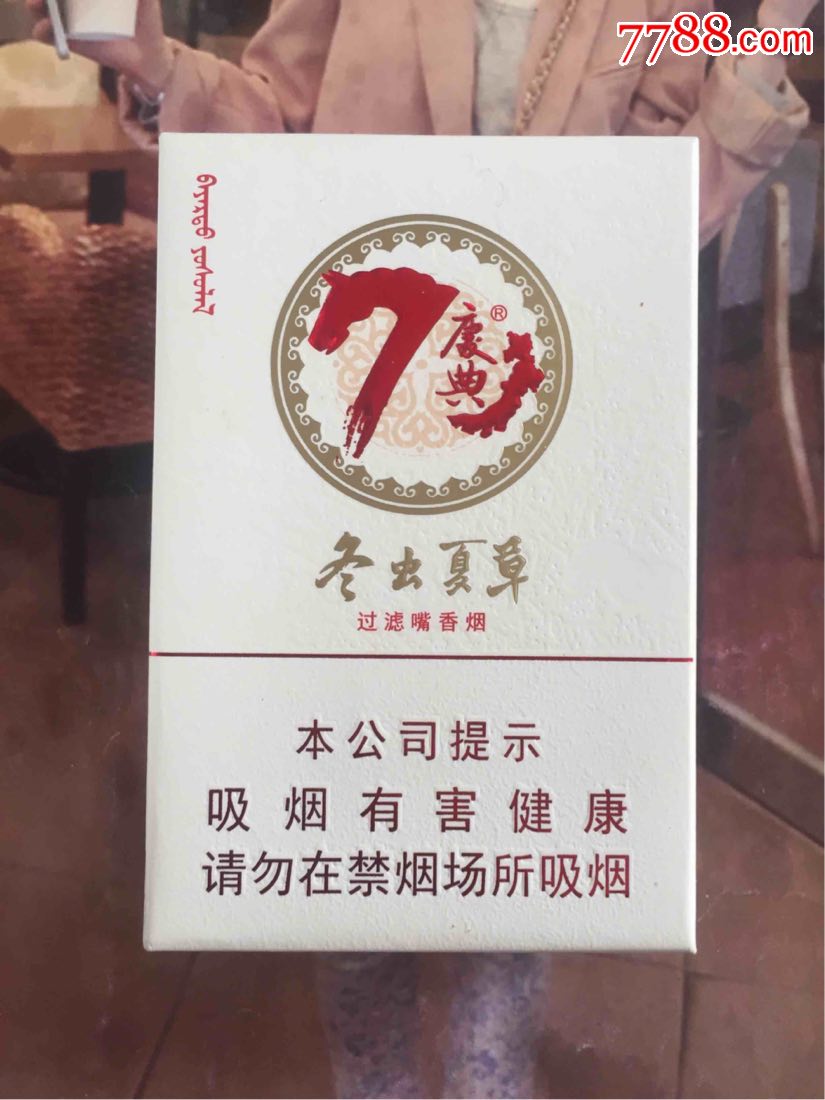 7788.com
7
庆典
®
冬虫夏草
过滤嘴香烟
本公司提示
吸烟有害健康
请勿在禁烟场所吸烟